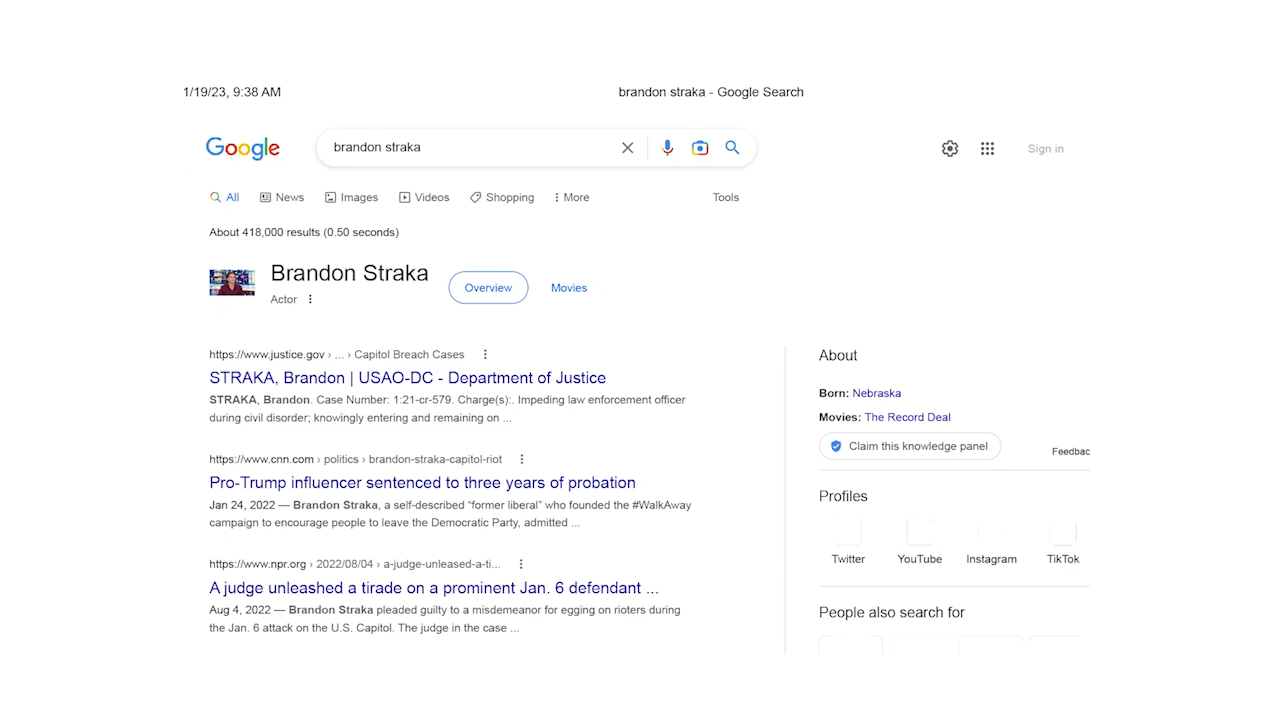 1/19/23, 9:38 AM
brandon straka - Google Search
Google
brandon straka
Sign in
All
News
Images
Videos
Shopping
More
Tools
About 418,000 results (0.50 seconds)
Brandon Straka
Actor
Overview
Movies
https://www.justice.gov › ... › Capitol Breach Cases
STRAKA, Brandon | USAO-DC - Department of Justice
STRAKA, Brandon. Case Number: 1:21-cr-579. Charge(s):. Impeding law enforcement officer
during civil disorder; knowingly entering and remaining on ...
https://www.cnn.com › politics › brandon-straka-capitol-riot
Pro-Trump influencer sentenced to three years of probation
Jan 24, 2022 — Brandon Straka, a self-described “former liberal” who founded the #WalkAway
campaign to encourage people to leave the Democratic Party, admitted ...
https://www.npr.org › 2022/08/04 › a-judge-unleased-a-ti...
A judge unleashed a tirade on a prominent Jan. 6 defendant ...
Aug 4, 2022 — Brandon Straka pleaded guilty to a misdemeanor for egging on rioters during
the Jan. 6 attack on the U.S. Capitol. The judge in the case ...
About
Born: Nebraska
Movies: The Record Deal
Claim this knowledge panel
Feedbac
Profiles
Twitter
YouTube
Instagram
TikTok
People also search for